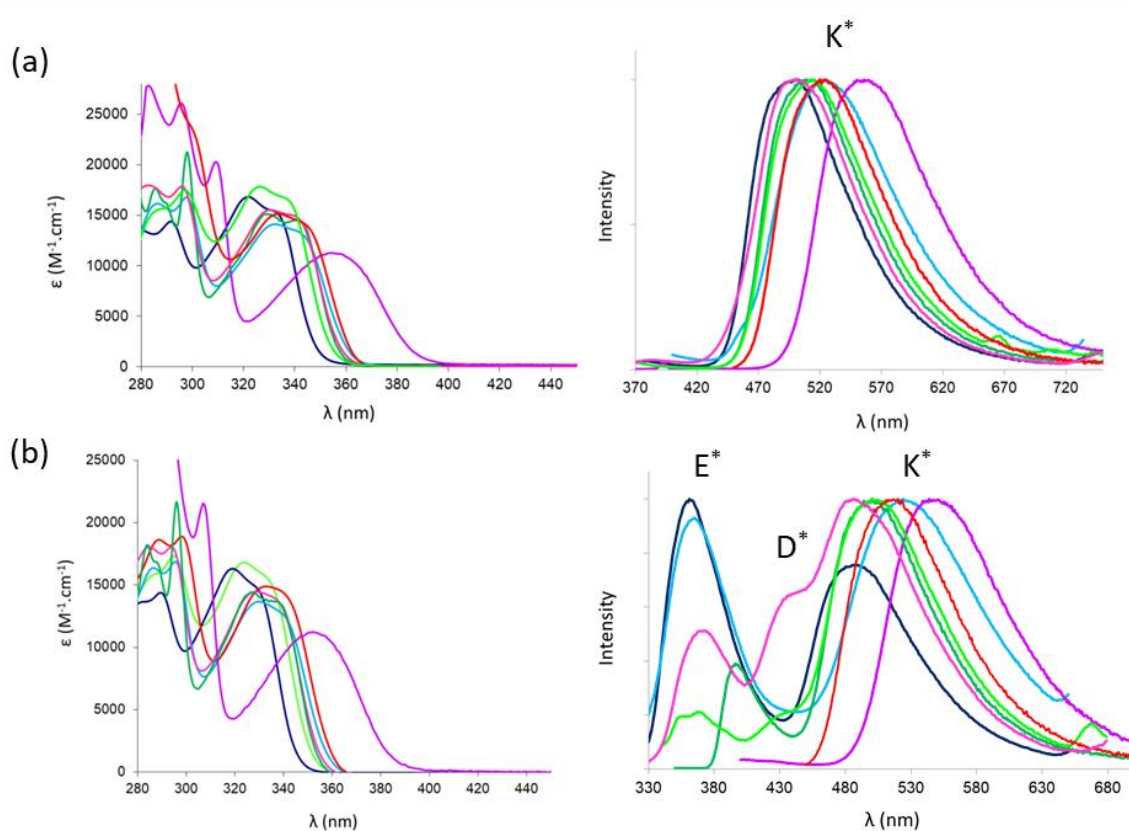 (a)
K*
25000
20000
15000
10000
5000
0
ε (M⁻¹.cm⁻¹)
280 300 320 340 360 380 400 420 440
λ (nm)
Intensity
370 420 470 520 570 620 670 720
λ (nm)
(b)
E*
D*
K*
25000
20000
15000
10000
5000
0
ε (M⁻¹.cm⁻¹)
280 300 320 340 360 380 400 420 440
λ (nm)
Intensity
330 380 430 480 530 580 630 680
λ (nm)